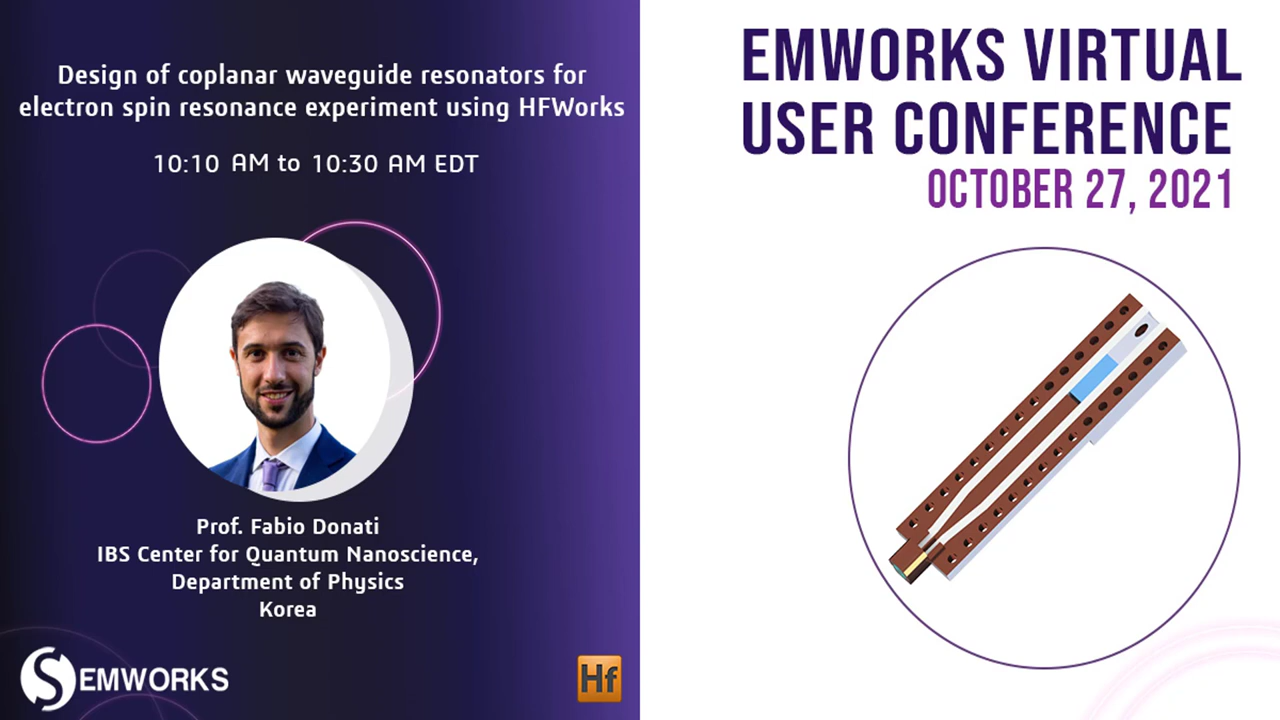 Design of coplanar waveguide resonators for
electron spin resonance experiment using HFWorks
10:10 AM to 10:30 AM EDT
Prof. Fabio Donati
IBS Center for Quantum Nanoscience,
Department of Physics
Korea
EMWORKS
Hf
EMWORKS VIRTUAL
USER CONFERENCE
OCTOBER 27, 2021